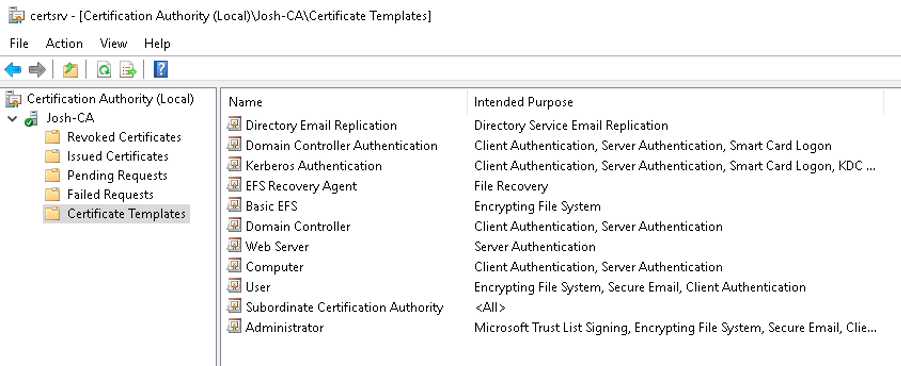 certsrv - [Certification Authority (Local)\Josh-CA\Certificate Templates]
File Action View Help
Certification Authority (Local)
Josh-CA
Revoked Certificates
Issued Certificates
Pending Requests
Failed Requests
Certificate Templates
Name Intended Purpose
Directory Email Replication Directory Service Email Replication
Domain Controller Authentication Client Authentication, Server Authentication, Smart Card Logon
Kerberos Authentication Client Authentication, Server Authentication, Smart Card Logon, KDC ...
EFS Recovery Agent File Recovery
Basic EFS Encrypting File System
Domain Controller Client Authentication, Server Authentication
Web Server Server Authentication
Computer Client Authentication, Server Authentication
User Encrypting File System, Secure Email, Client Authentication
Subordinate Certification Authority <All>
Administrator Microsoft Trust List Signing, Encrypting File System, Secure Email, Clie...